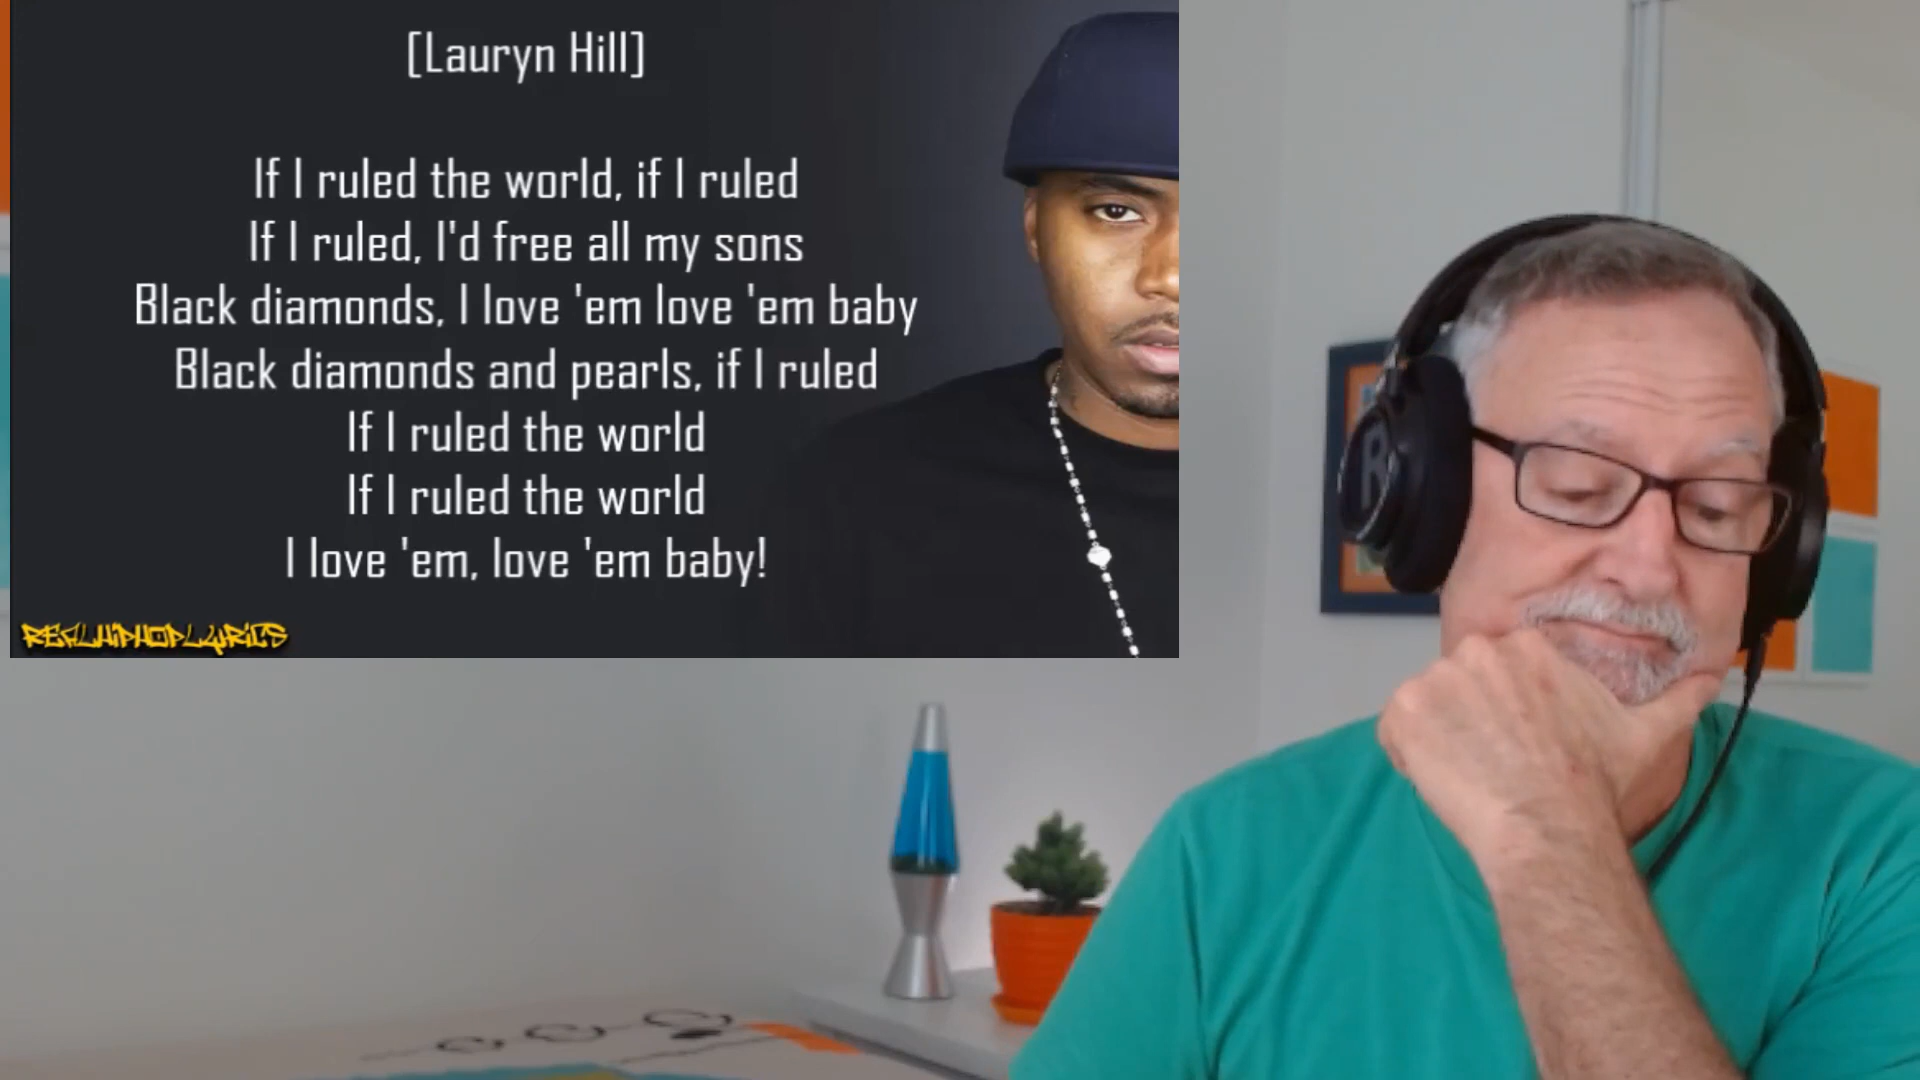 [Lauryn Hill]
If I ruled the world, if I ruled
If I ruled, I'd free all my sons
Black diamonds, I love 'em love 'em baby
Black diamonds and pearls, if I ruled
If I ruled the world
If I ruled the world
I love 'em, love 'em baby!
REALHIPHOPLYRICS
R